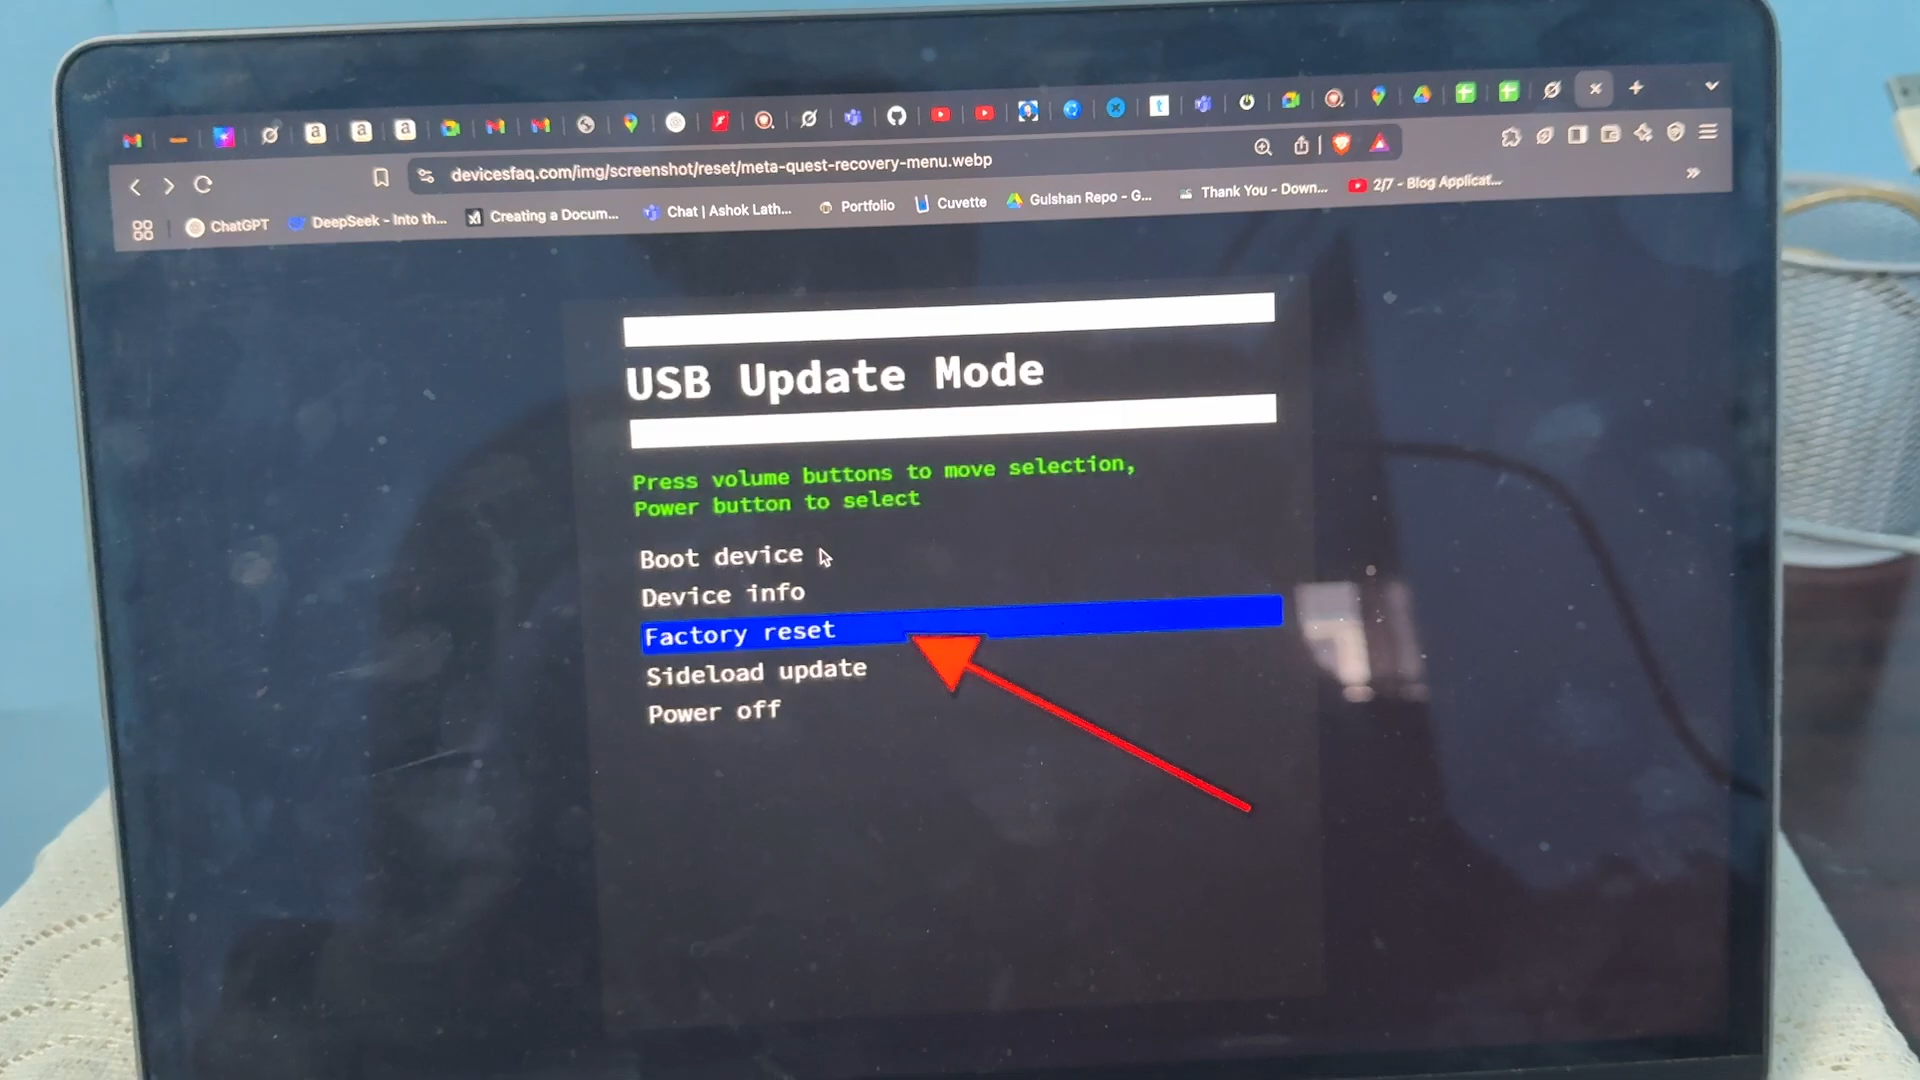 devicesfaq.com/img/screenshot/reset/meta-quest-recovery-menu.webp
ChatGPT
DeepSeek - Into th...
Creating a Docum...
Chat | Ashok Lath...
Portfolio
Cuvette
Gulshan Repo - G...
Thank You - Down...
2/7 - Blog Applicat...
USB Update Mode
Press volume buttons to move selection,
Power button to select
Boot device
Device info
Factory reset
Sideload update
Power off